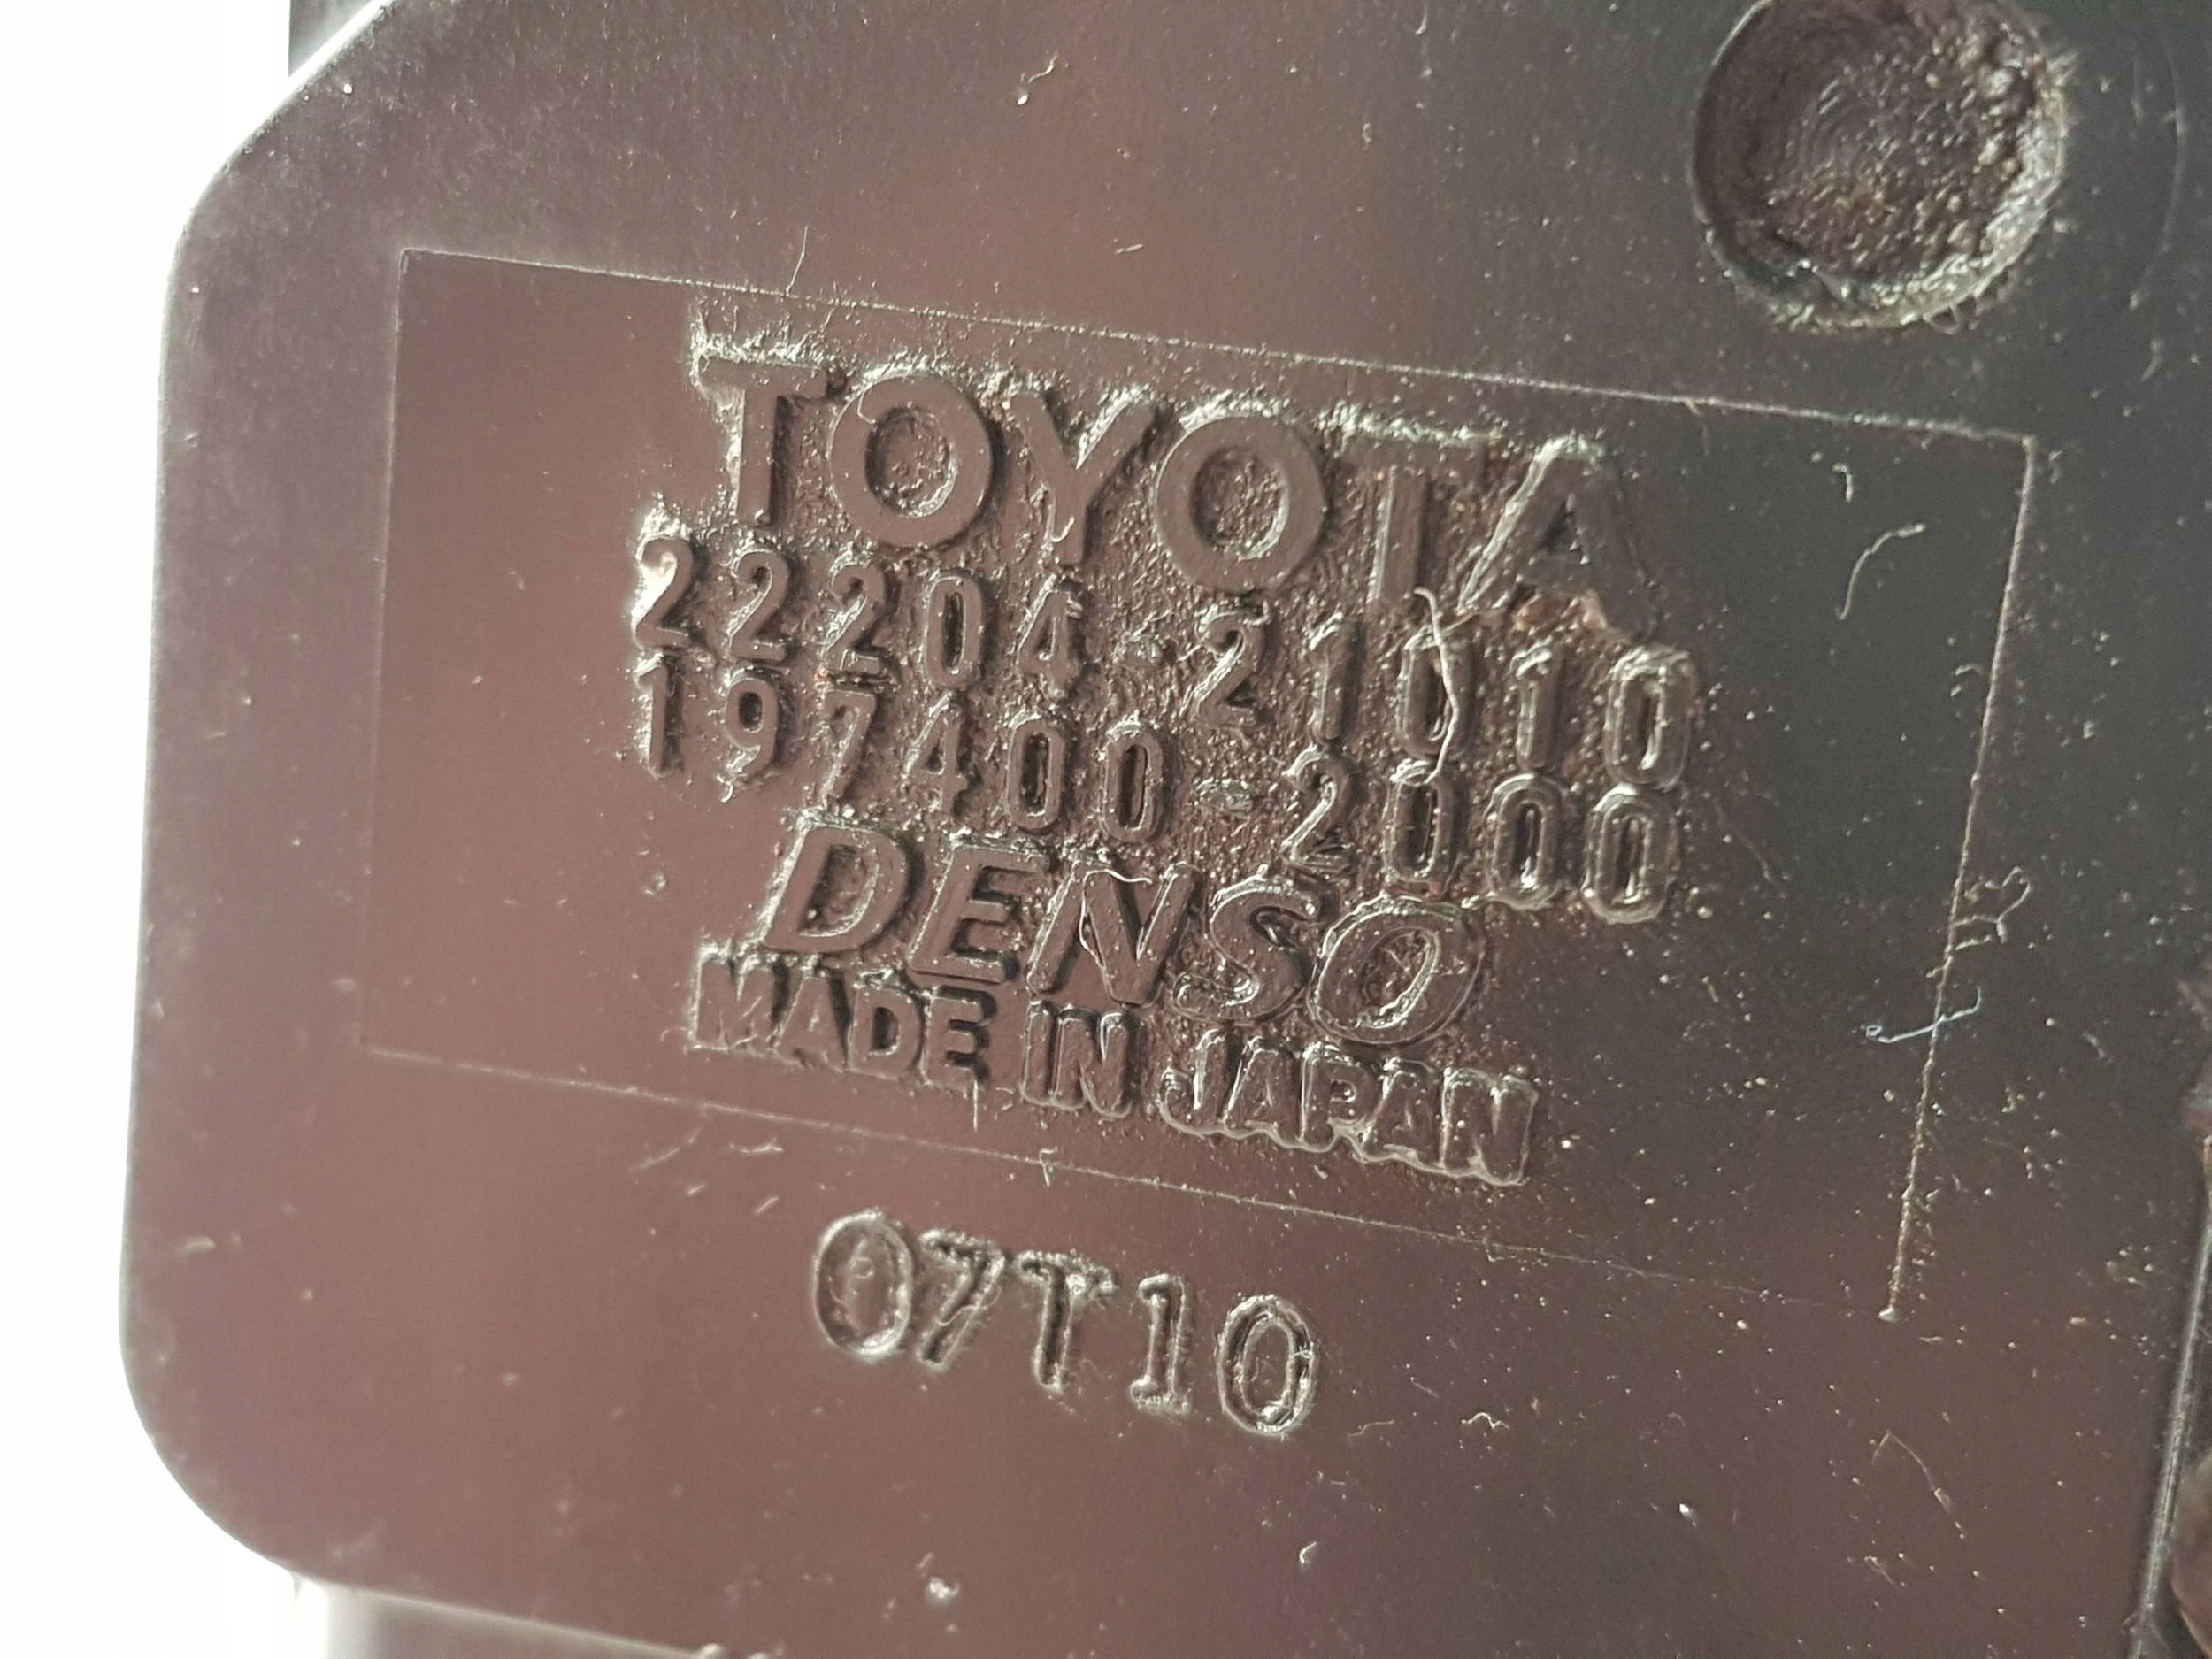 TOYOTA
22204-21010
197400-2000
DENSO
MADE IN JAPAN
07T10